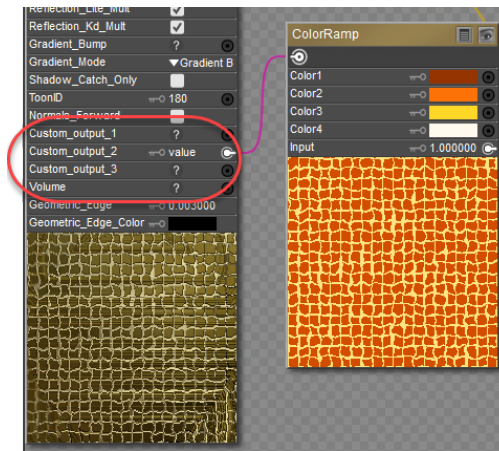 Reflection_Lite_Mult
Reflection_Kd_Mult
Gradient_Bump ?
Gradient_Mode Gradient B
Shadow_Catch_Only
ToonID 180
Normals_Forward
Custom_output_1 ?
Custom_output_2 value
Custom_output_3 ?
Volume ?
Geometric_Edge 0.003000
Geometric_Edge_Color
ColorRamp
Color1
Color2
Color3
Color4
Input 1.000000